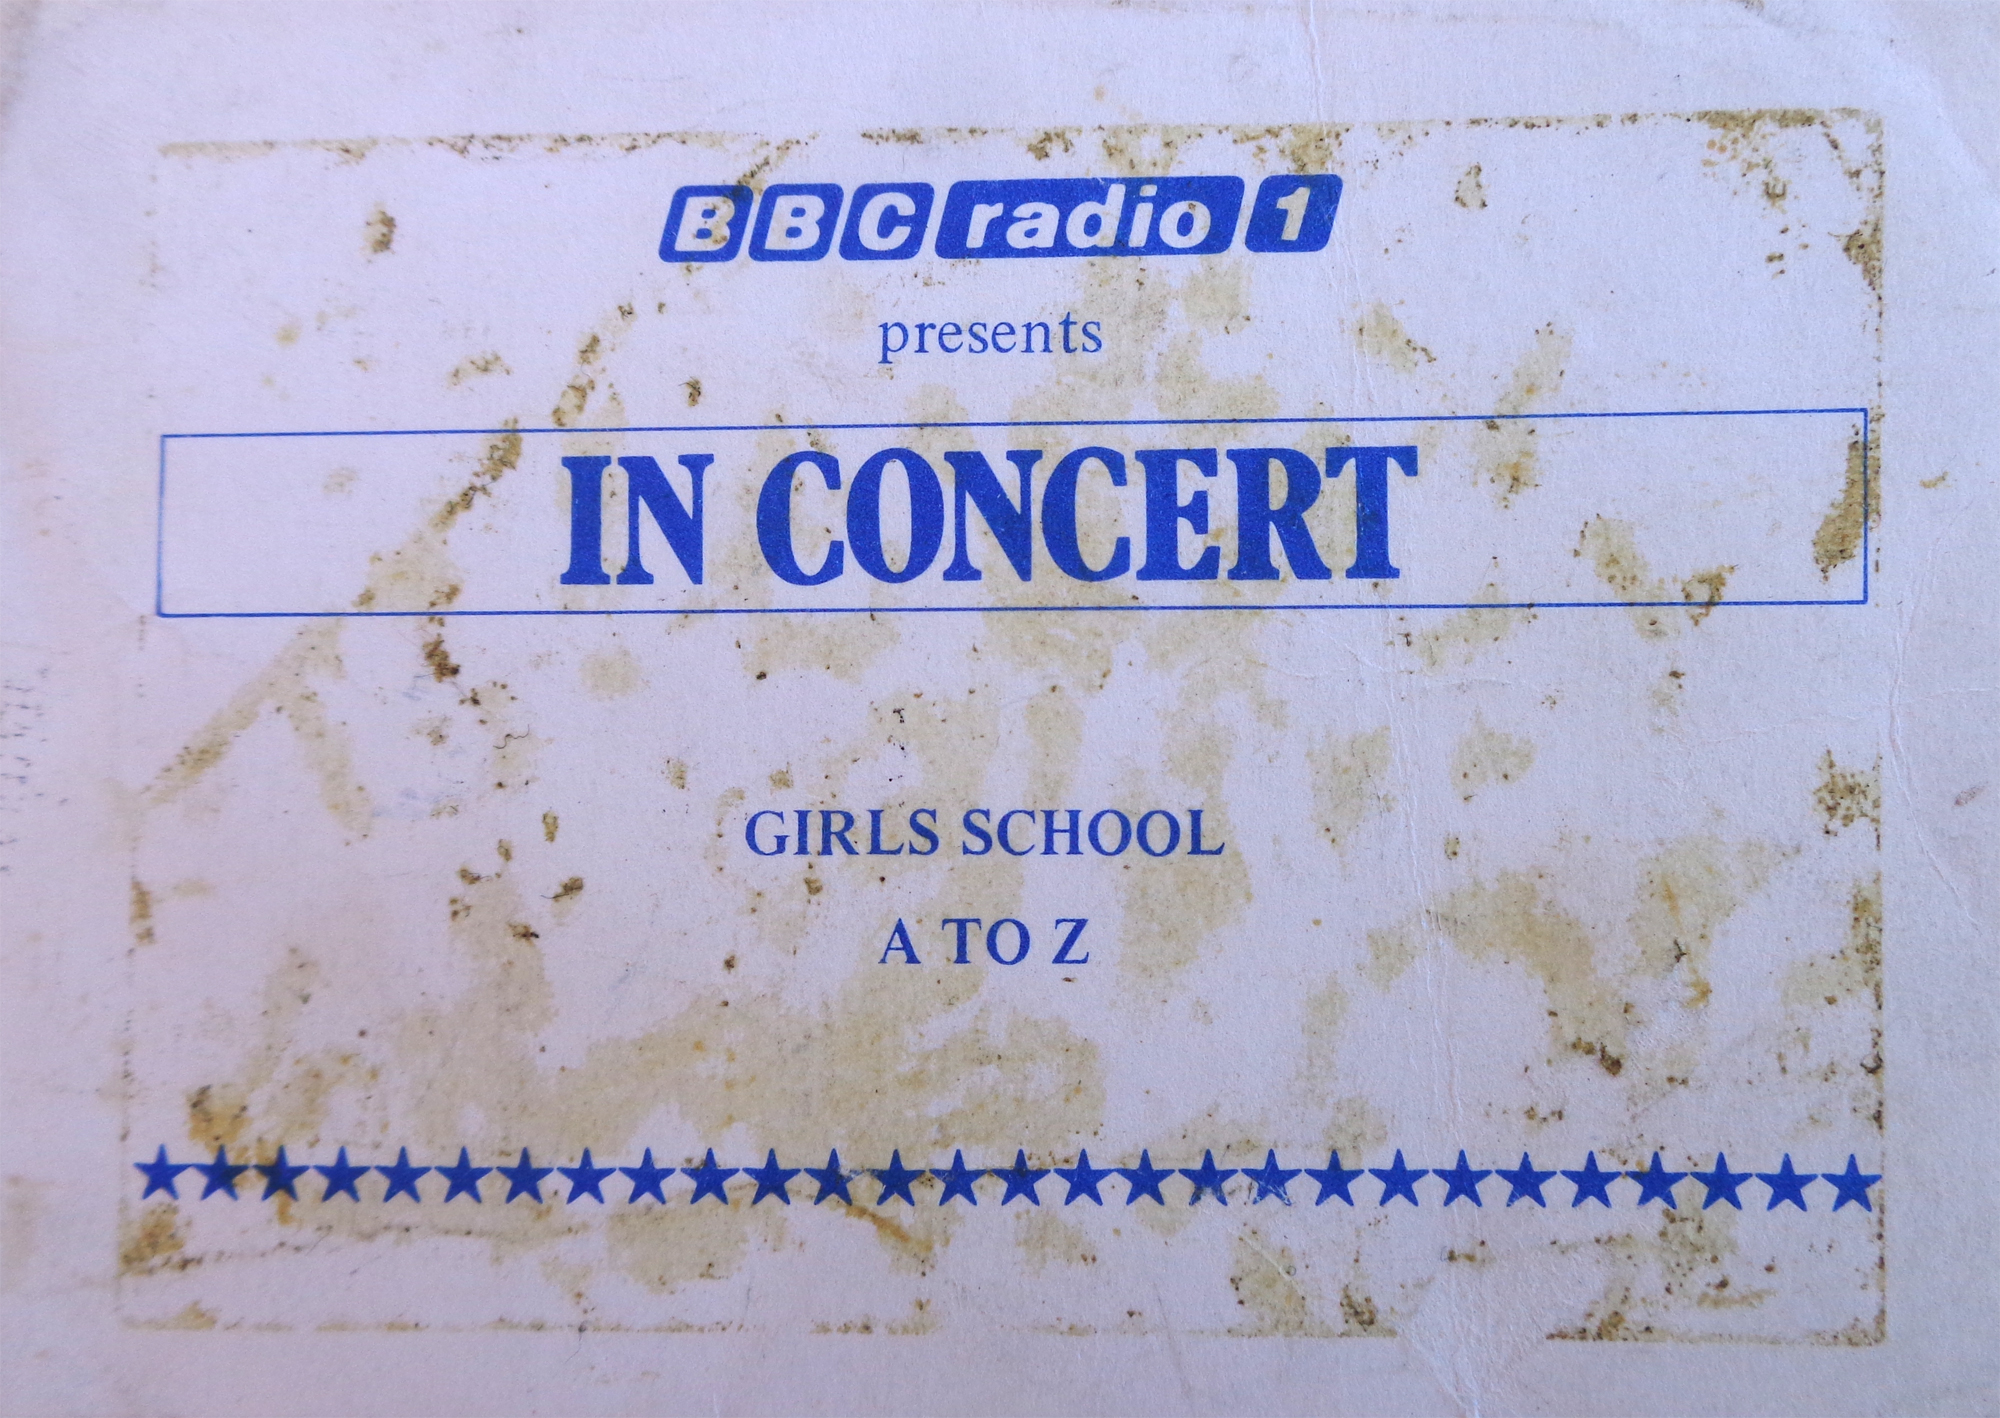 BBC radio 1
presents
IN CONCERT
GIRLS SCHOOL
A TO Z